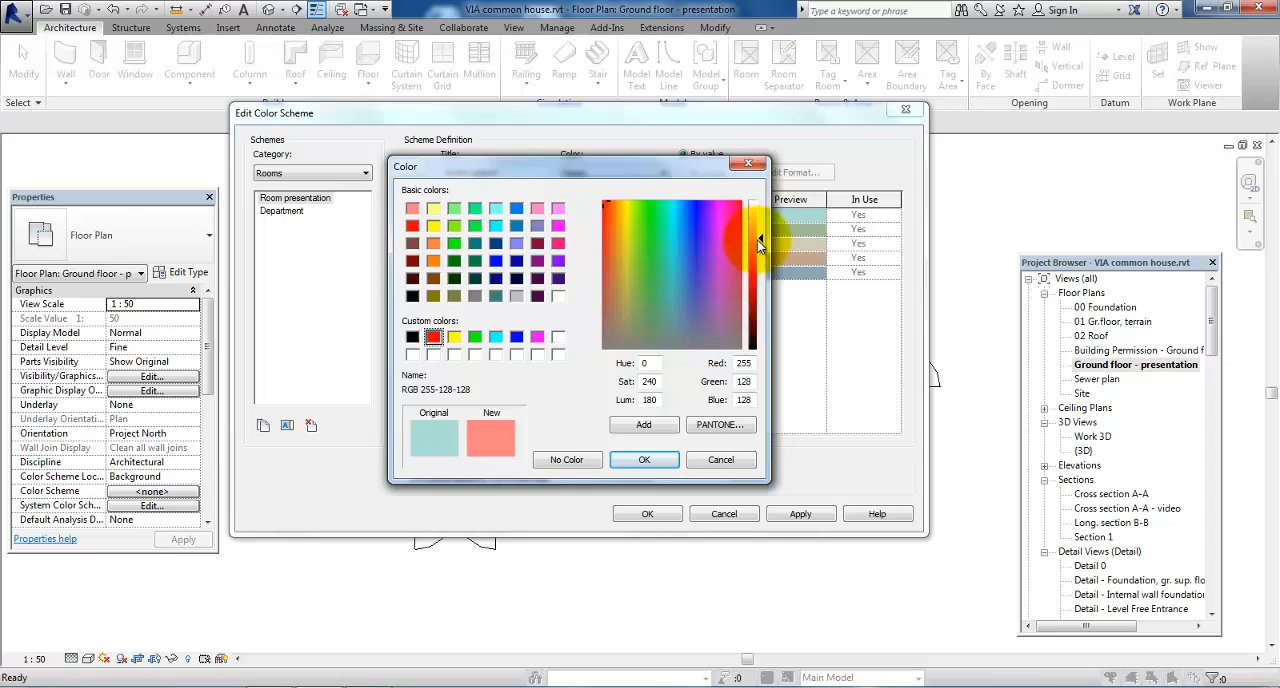 VIA common house.rvt - Floor Plan: Ground floor - presentation
Type a keyword or phrase
Sign In
Architecture Structure Systems Insert Annotate Analyze Massing & Site Collaborate View Manage Add-Ins Extensions Modify
Modify Wall Door Window Component Column Roof Ceiling Floor Curtain System Curtain Grid Mullion Railing Ramp Stair Model Text Model Line Model Group Room Room Separator Tag Room Area Area Boundary Tag Area By Face Shaft Wall Vertical Dormer Level Grid Set Show Ref Plane Viewer
Select
Opening Datum Work Plane
Edit Color Scheme
Schemes
Category:
Rooms
Room presentation
Department
Scheme Definition
Title:
Color:
By value
Edit Format...
Preview In Use
Yes
Yes
Yes
Yes
Yes
OK Cancel Apply Help
Color
Basic colors:
Custom colors:
Name:
RGB 255-128-128
Original New
Hue: 0 Red: 255
Sat: 240 Green: 128
Lum: 180 Blue: 128
Add PANTONE...
No Color OK Cancel
Properties
Floor Plan
Floor Plan: Ground floor - p Edit Type
Graphics
View Scale 1 : 50
Scale Value 1: 50
Display Model Normal
Detail Level Fine
Parts Visibility Show Original
Visibility/Graphics... Edit...
Graphic Display O... Edit...
Underlay None
Underlay Orientati... Plan
Orientation Project North
Wall Join Display Clean all wall joins
Discipline Architectural
Color Scheme Loc... Background
Color Scheme <none>
System Color Sch... Edit...
Default Analysis D... None
Properties help Apply
Project Browser - VIA common house.rvt
Views (all)
Floor Plans
00 Foundation
01 Gr.floor, terrain
02 Roof
Building Permission - Ground f
Ground floor - presentation
Sewer plan
Site
Ceiling Plans
3D Views
Work 3D
{3D}
Elevations
Sections
Cross section A-A
Cross section A-A - video
Long. section B-B
Section 1
Detail Views (Detail)
Detail 0
Detail - Foundation, gr. sup. flo
Detail - Internal wall foundation
Detail - Level Free Entrance
1 : 50
Ready
:0
Main Model
:0